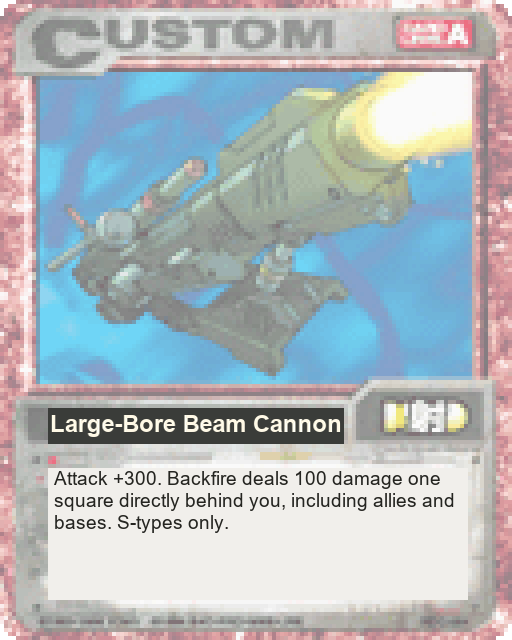 CUSTOM
A
Large-Bore Beam Cannon
Attack +300. Backfire deals 100 damage one
square directly behind you, including allies and
bases. S-types only.